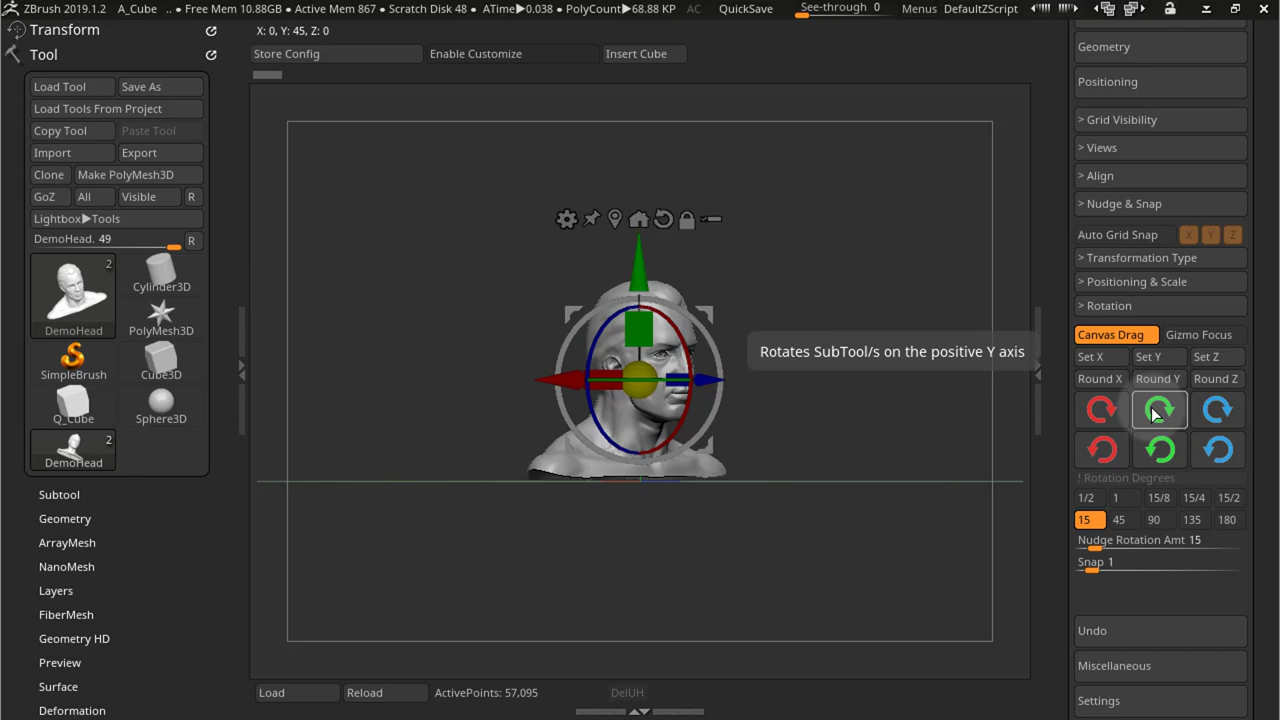 ZBrush 2019.1.2 A_Cube .. ● Free Mem 10.88GB ● Active Mem 867 ● Scratch Disk 48 ● ATime▶0.038 ● PolyCount▶68.88 KP AC QuickSave See-through 0 Menus DefaultZScript
Transform
Tool
Load Tool Save As
Load Tools From Project
Copy Tool Paste Tool
Import Export
Clone Make PolyMesh3D
GoZ All Visible R
Lightbox▶Tools
DemoHead. 49 R
2
DemoHead
Cylinder3D
PolyMesh3D
SimpleBrush
Cube3D
Q_Cube
Sphere3D
2
DemoHead
Subtool
Geometry
ArrayMesh
NanoMesh
Layers
FiberMesh
Geometry HD
Preview
Surface
Deformation
X: 0, Y: 45, Z: 0
Store Config Enable Customize Insert Cube
Rotates SubTool/s on the positive Y axis
Load Reload ActivePoints: 57,095 DelUH
Geometry
Positioning
> Grid Visibility
> Views
> Align
> Nudge & Snap
Auto Grid Snap X Y Z
> Transformation Type
> Positioning & Scale
> Rotation
Canvas Drag Gizmo Focus
Set X Set Y Set Z
Round X Round Y Round Z
! Rotation Degrees
1/2 1 15/8 15/4 15/2
15 45 90 135 180
Nudge Rotation Amt 15
Snap 1
Undo
Miscellaneous
Settings